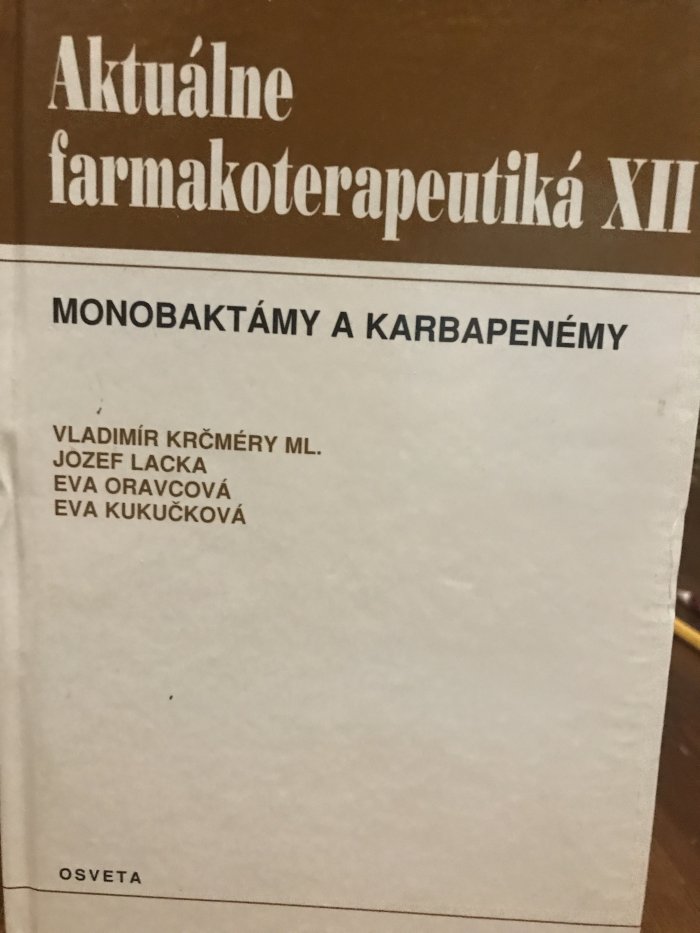 Aktuálne
farmakoterapeutiká XII
MONOBAKTÁMY A KARBAPENÉMY
VLADIMÍR KRČMÉRY ML.
JOZEF LACKA
EVA ORAVCOVÁ
EVA KUKUČKOVÁ
OSVETA